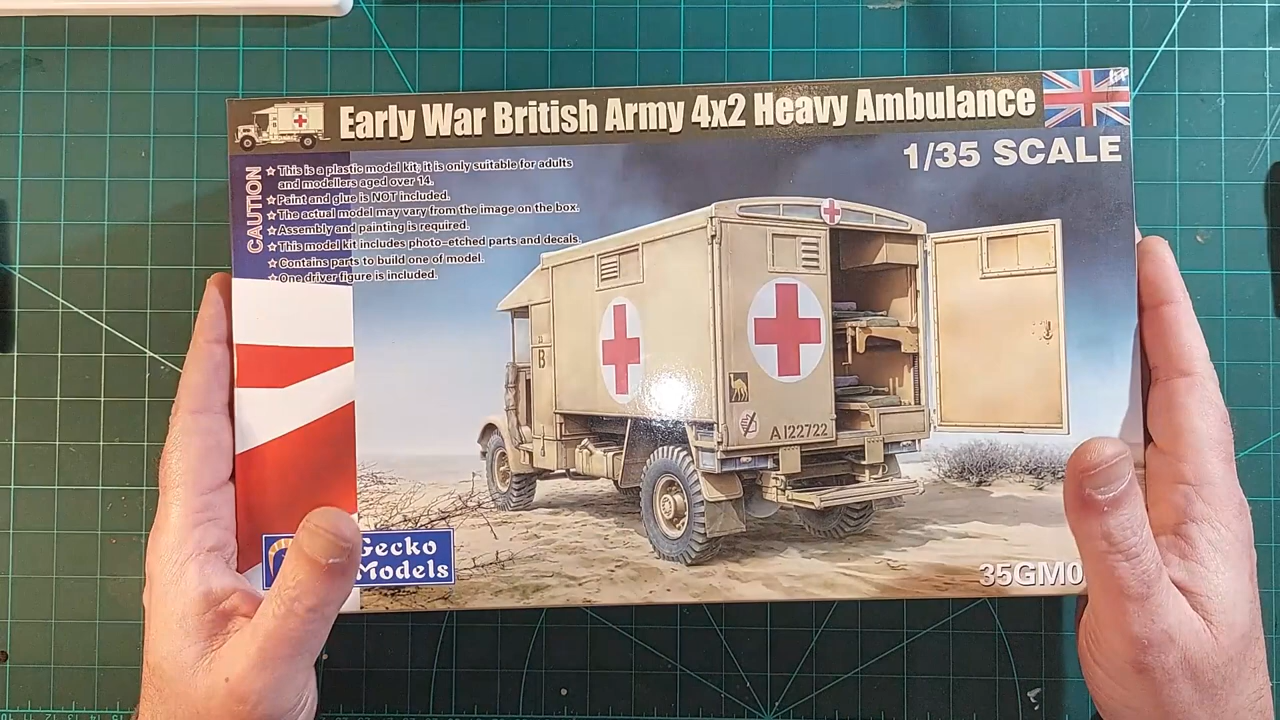 Early War British Army 4x2 Heavy Ambulance
1/35 SCALE
CAUTION
☆ This is a plastic model kit; it is only suitable for adults
and modellers aged over 14.
☆ Paint and glue is NOT included.
☆ The actual model may vary from the image on the box.
☆ Assembly and painting is required.
☆ This model kit includes photo-etched parts and decals.
☆ Contains parts to build one of model.
☆ One driver figure is included.
B
A122722
Gecko
Models
35GM0